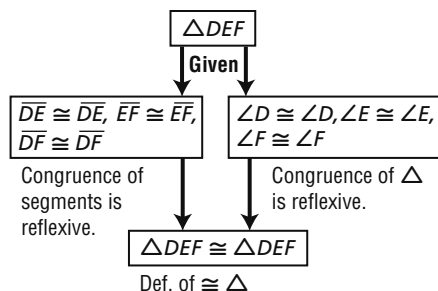 △DEF
Given
D̅E̅ ≅ D̅E̅, E̅F̅ ≅ E̅F̅,
D̅F̅ ≅ D̅F̅
Congruence of
segments is
reflexive.
∠D ≅ ∠D, ∠E ≅ ∠E,
∠F ≅ ∠F
Congruence of △
is reflexive.
△DEF ≅ △DEF
Def. of ≅ △